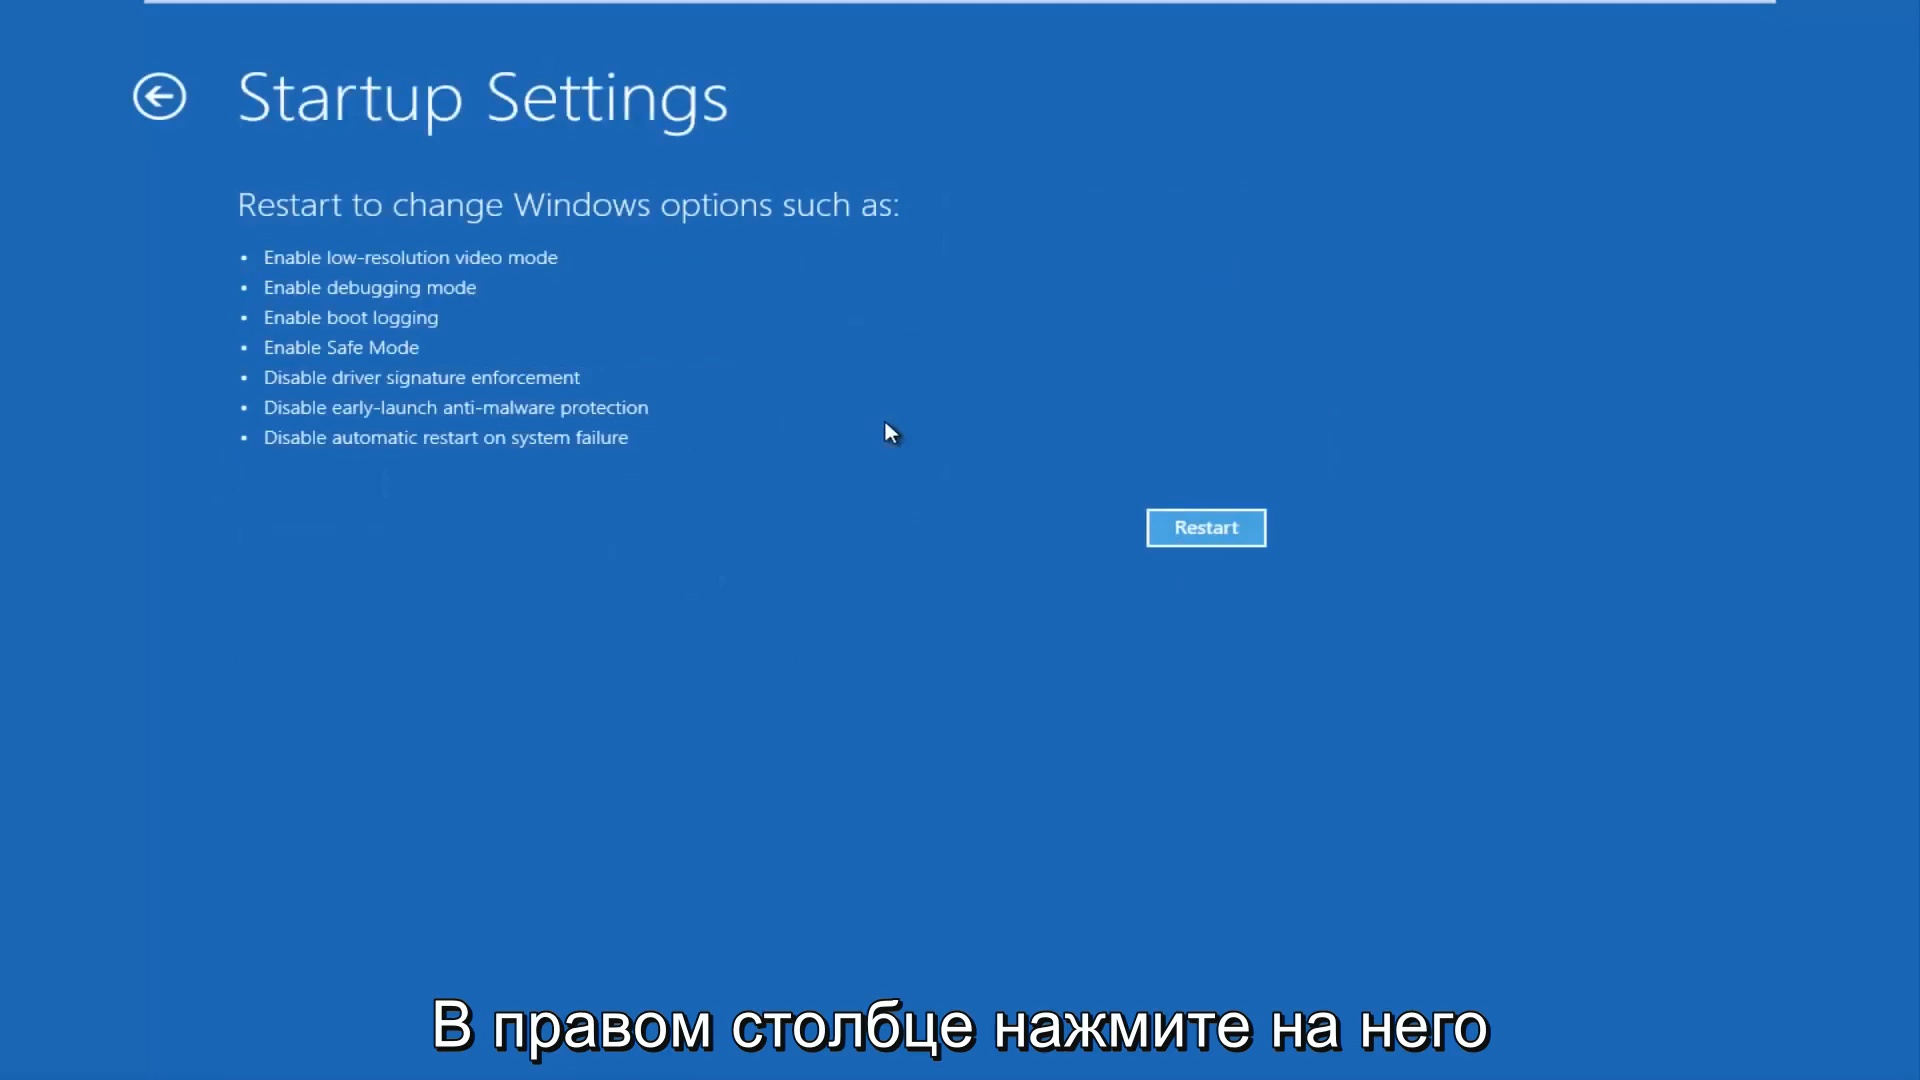 Startup Settings
Restart to change Windows options such as:
• Enable low-resolution video mode
• Enable debugging mode
• Enable boot logging
• Enable Safe Mode
• Disable driver signature enforcement
• Disable early-launch anti-malware protection
• Disable automatic restart on system failure
Restart
В правом столбце нажмите на него